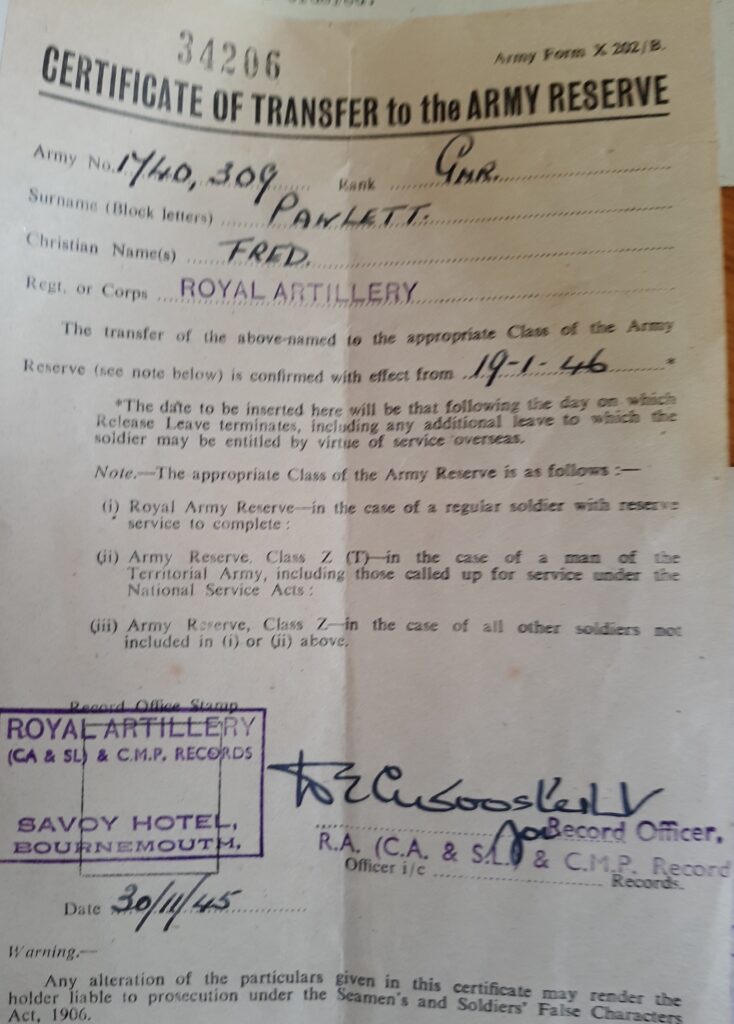 34206
Army Form X 202/B.
CERTIFICATE OF TRANSFER to the ARMY RESERVE
Army No. 1740,309 Rank GNR.
Surname (Block letters) PAWLETT.
Christian Name(s) FRED.
Regt. or Corps ROYAL ARTILLERY
The transfer of the above-named to the appropriate Class of the Army
Reserve (see note below) is confirmed with effect from 19-1-46 *
*The date to be inserted here will be that following the day on which
Release Leave terminates, including any additional leave to which the
soldier may be entitled by virtue of service overseas.
Note.—The appropriate Class of the Army Reserve is as follows :—
(i) Royal Army Reserve—in the case of a regular soldier with reserve
service to complete :
(ii) Army Reserve, Class Z (T)—in the case of a man of the
Territorial Army, including those called up for service under the
National Service Acts :
(iii) Army Reserve, Class Z—in the case of all other soldiers not
included in (i) or (ii) above.
Record Office Stamp
ROYAL ARTILLERY
(CA & SL) & C.M.P. RECORDS
SAVOY HOTEL,
BOURNEMOUTH.
for Record Officer,
R.A. (C.A. & S.L.) & C.M.P. Record
Officer i/c Records.
Date 30/11/45
Warning.—
Any alteration of the particulars given in this certificate may render the
holder liable to prosecution under the Seamen's and Soldiers' False Characters
Act, 1906.